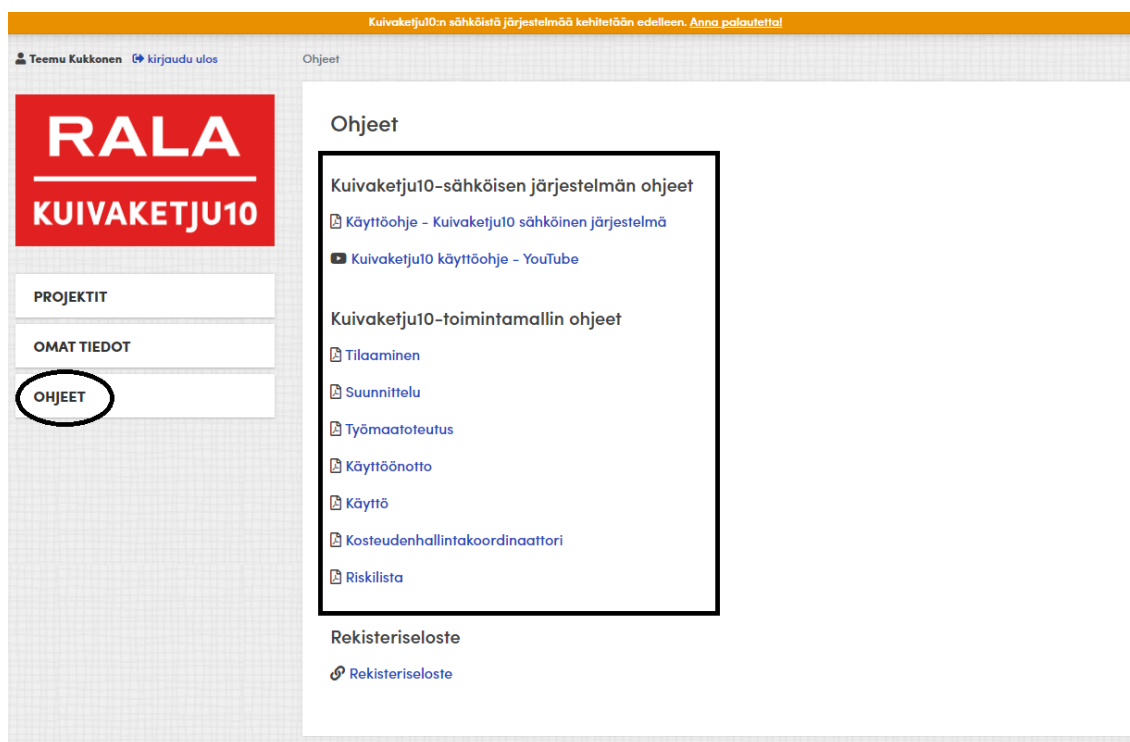 Kuivaketju10:n sähköistä järjestelmää kehitetään edelleen. Anna palautetta!
Teemu Kukkonen kirjaudu ulos
Ohjeet
RALA
KUIVAKETJU10
PROJEKTIT
OMAT TIEDOT
OHJEET
Ohjeet
Kuivaketju10-sähköisen järjestelmän ohjeet
Käyttöohje - Kuivaketju10 sähköinen järjestelmä
Kuivaketju10 käyttöohje - YouTube
Kuivaketju10-toimintamallin ohjeet
Tilaaminen
Suunnittelu
Työmaatoteutus
Käyttöönotto
Käyttö
Kosteudenhallintakoordinaattori
Riskilista
Rekisteriseloste
Rekisteriseloste